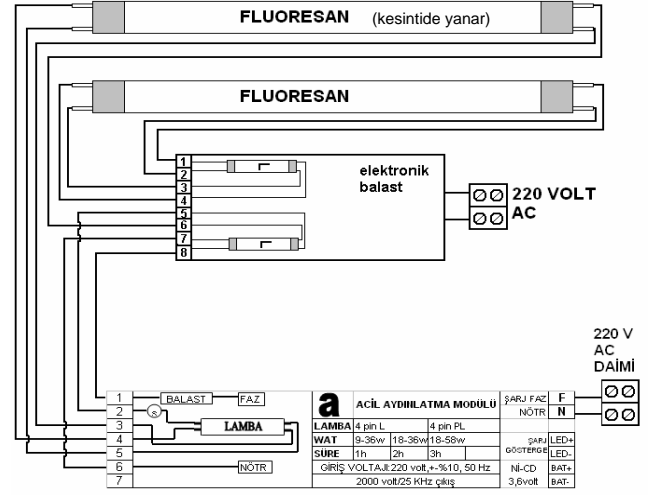 FLUORESAN (kesintide yanar)
FLUORESAN
1
2
3
4
5
6
7
8
elektronik
balast
220 VOLT
AC
220 V
AC
DAİMİ
1 BALAST FAZ
2 S
3 LAMBA
4
5
6 NÖTR
7
a ACİL AYDINLATMA MODÜLÜ
LAMBA 4 pin L 4 pin PL
WAT 9-36w 18-36w 18-58w
SÜRE 1h 2h 3h
GİRİŞ VOLTAJI:220 volt,+-%10, 50 Hz
2000 volt/25 KHz çıkış
ŞARJ FAZ F
NÖTR N
ŞARJ LED+
GÖSTERGE LED-
Nİ-CD BAT+
3,6volt BAT-